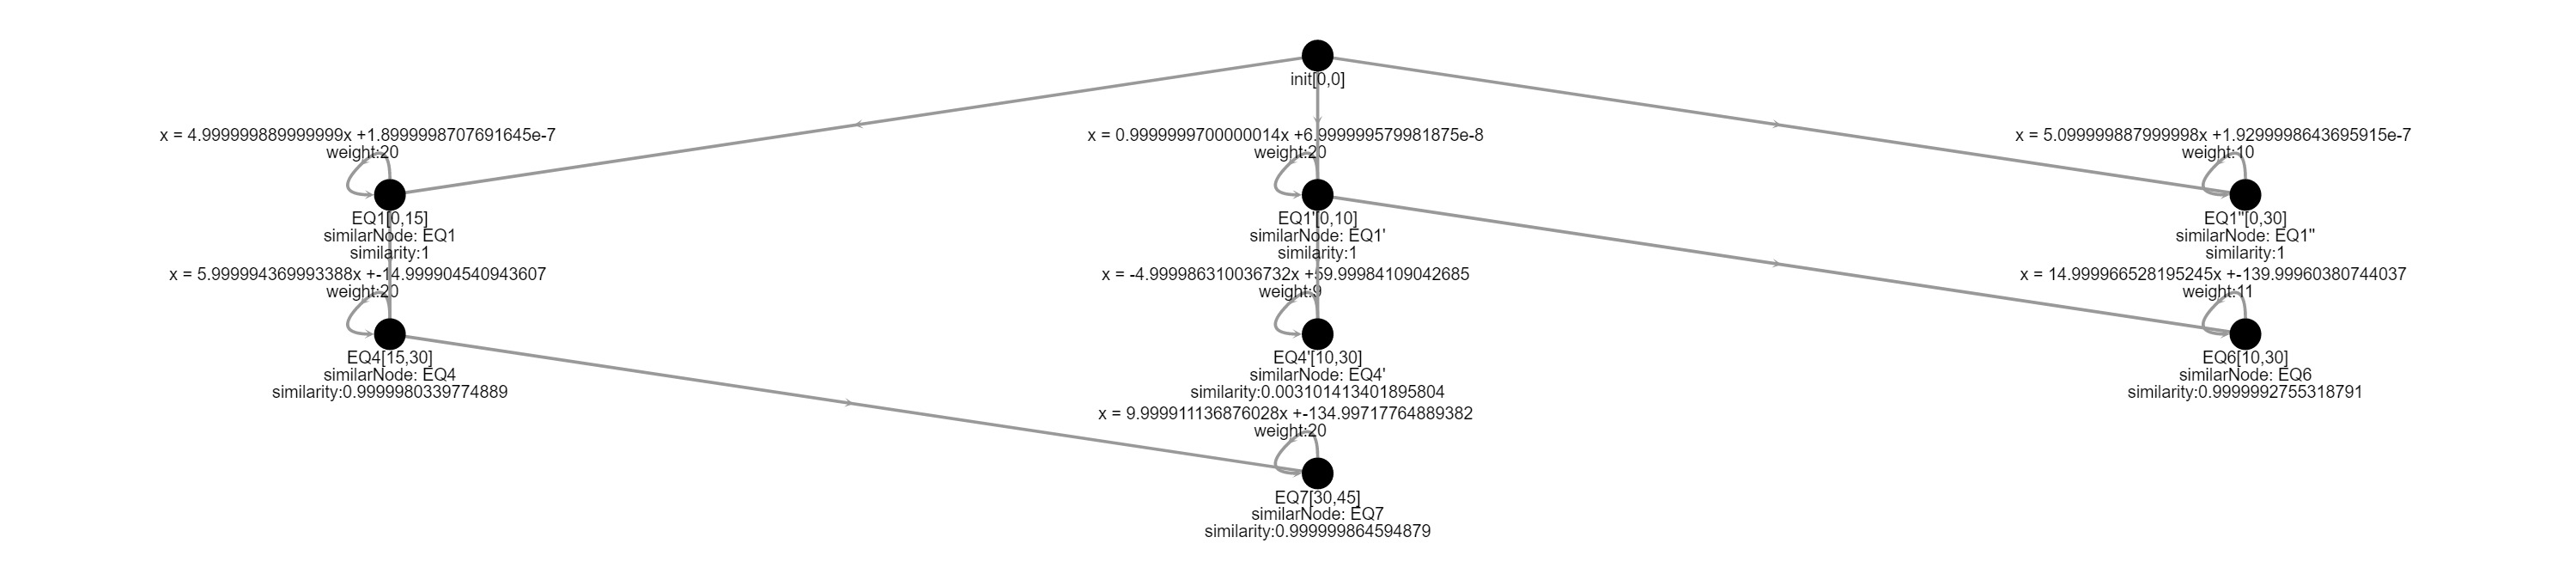 init[0,0]
x = 4.999999889999999x +1.8999998707691645e-7
weight:20
x = 0.9999999700000014x +6.999999579981875e-8
weight:20
x = 5.099999887999998x +1.9299998643695915e-7
weight:10
EQ1[0,15]
similarNode: EQ1
similarity:1
EQ1'[0,10]
similarNode: EQ1'
similarity:1
EQ1''[0,30]
similarNode: EQ1''
similarity:1
x = 5.999994369993388x +-14.999904540943607
weight:20
x = -4.999986310036732x +59.99984109042685
weight:9
x = 14.999966528195245x +-139.99960380744037
weight:11
EQ4[15,30]
similarNode: EQ4
similarity:0.9999980339774889
EQ4'[10,30]
similarNode: EQ4'
similarity:0.003101413401895804
EQ6[10,30]
similarNode: EQ6
similarity:0.9999992755318791
x = 9.999911136876028x +-134.99717764889382
weight:20
EQ7[30,45]
similarNode: EQ7
similarity:0.999999864594879